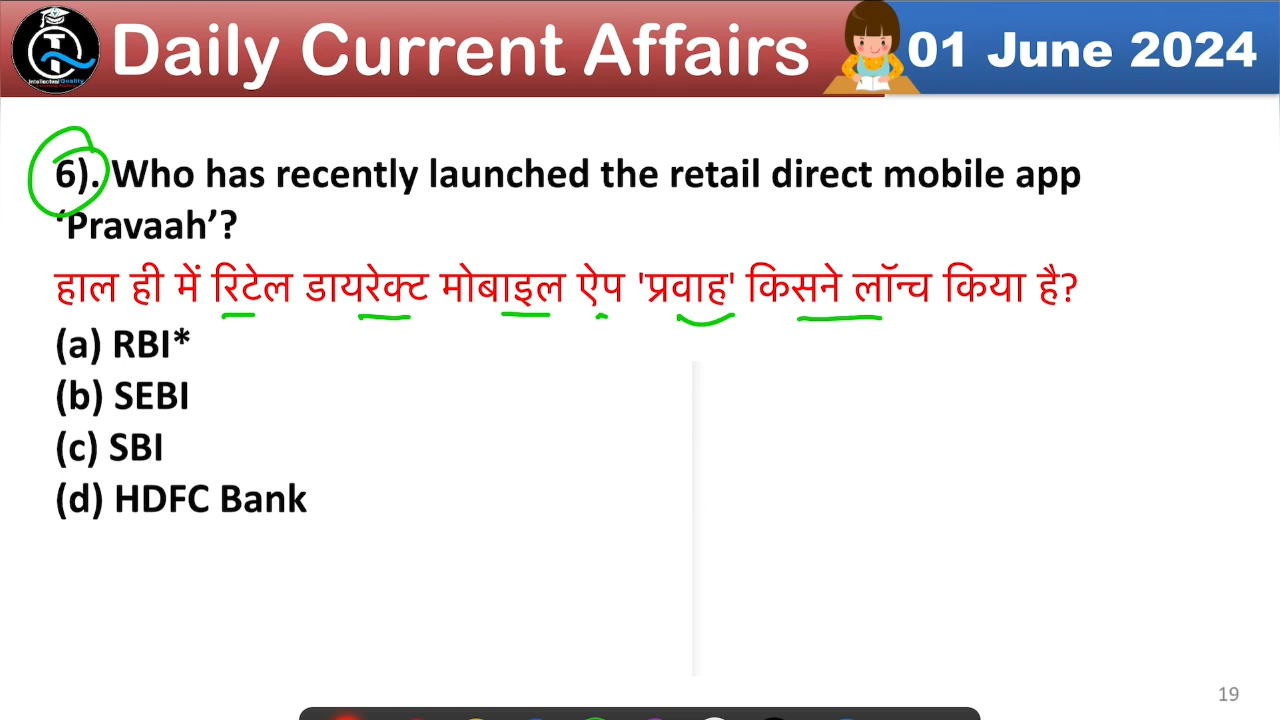 Daily Current Affairs
01 June 2024
6). Who has recently launched the retail direct mobile app
‘Pravaah’?
हाल ही में रिटेल डायरेक्ट मोबाइल ऐप 'प्रवाह' किसने लॉन्च किया है?
(a) RBI*
(b) SEBI
(c) SBI
(d) HDFC Bank
19